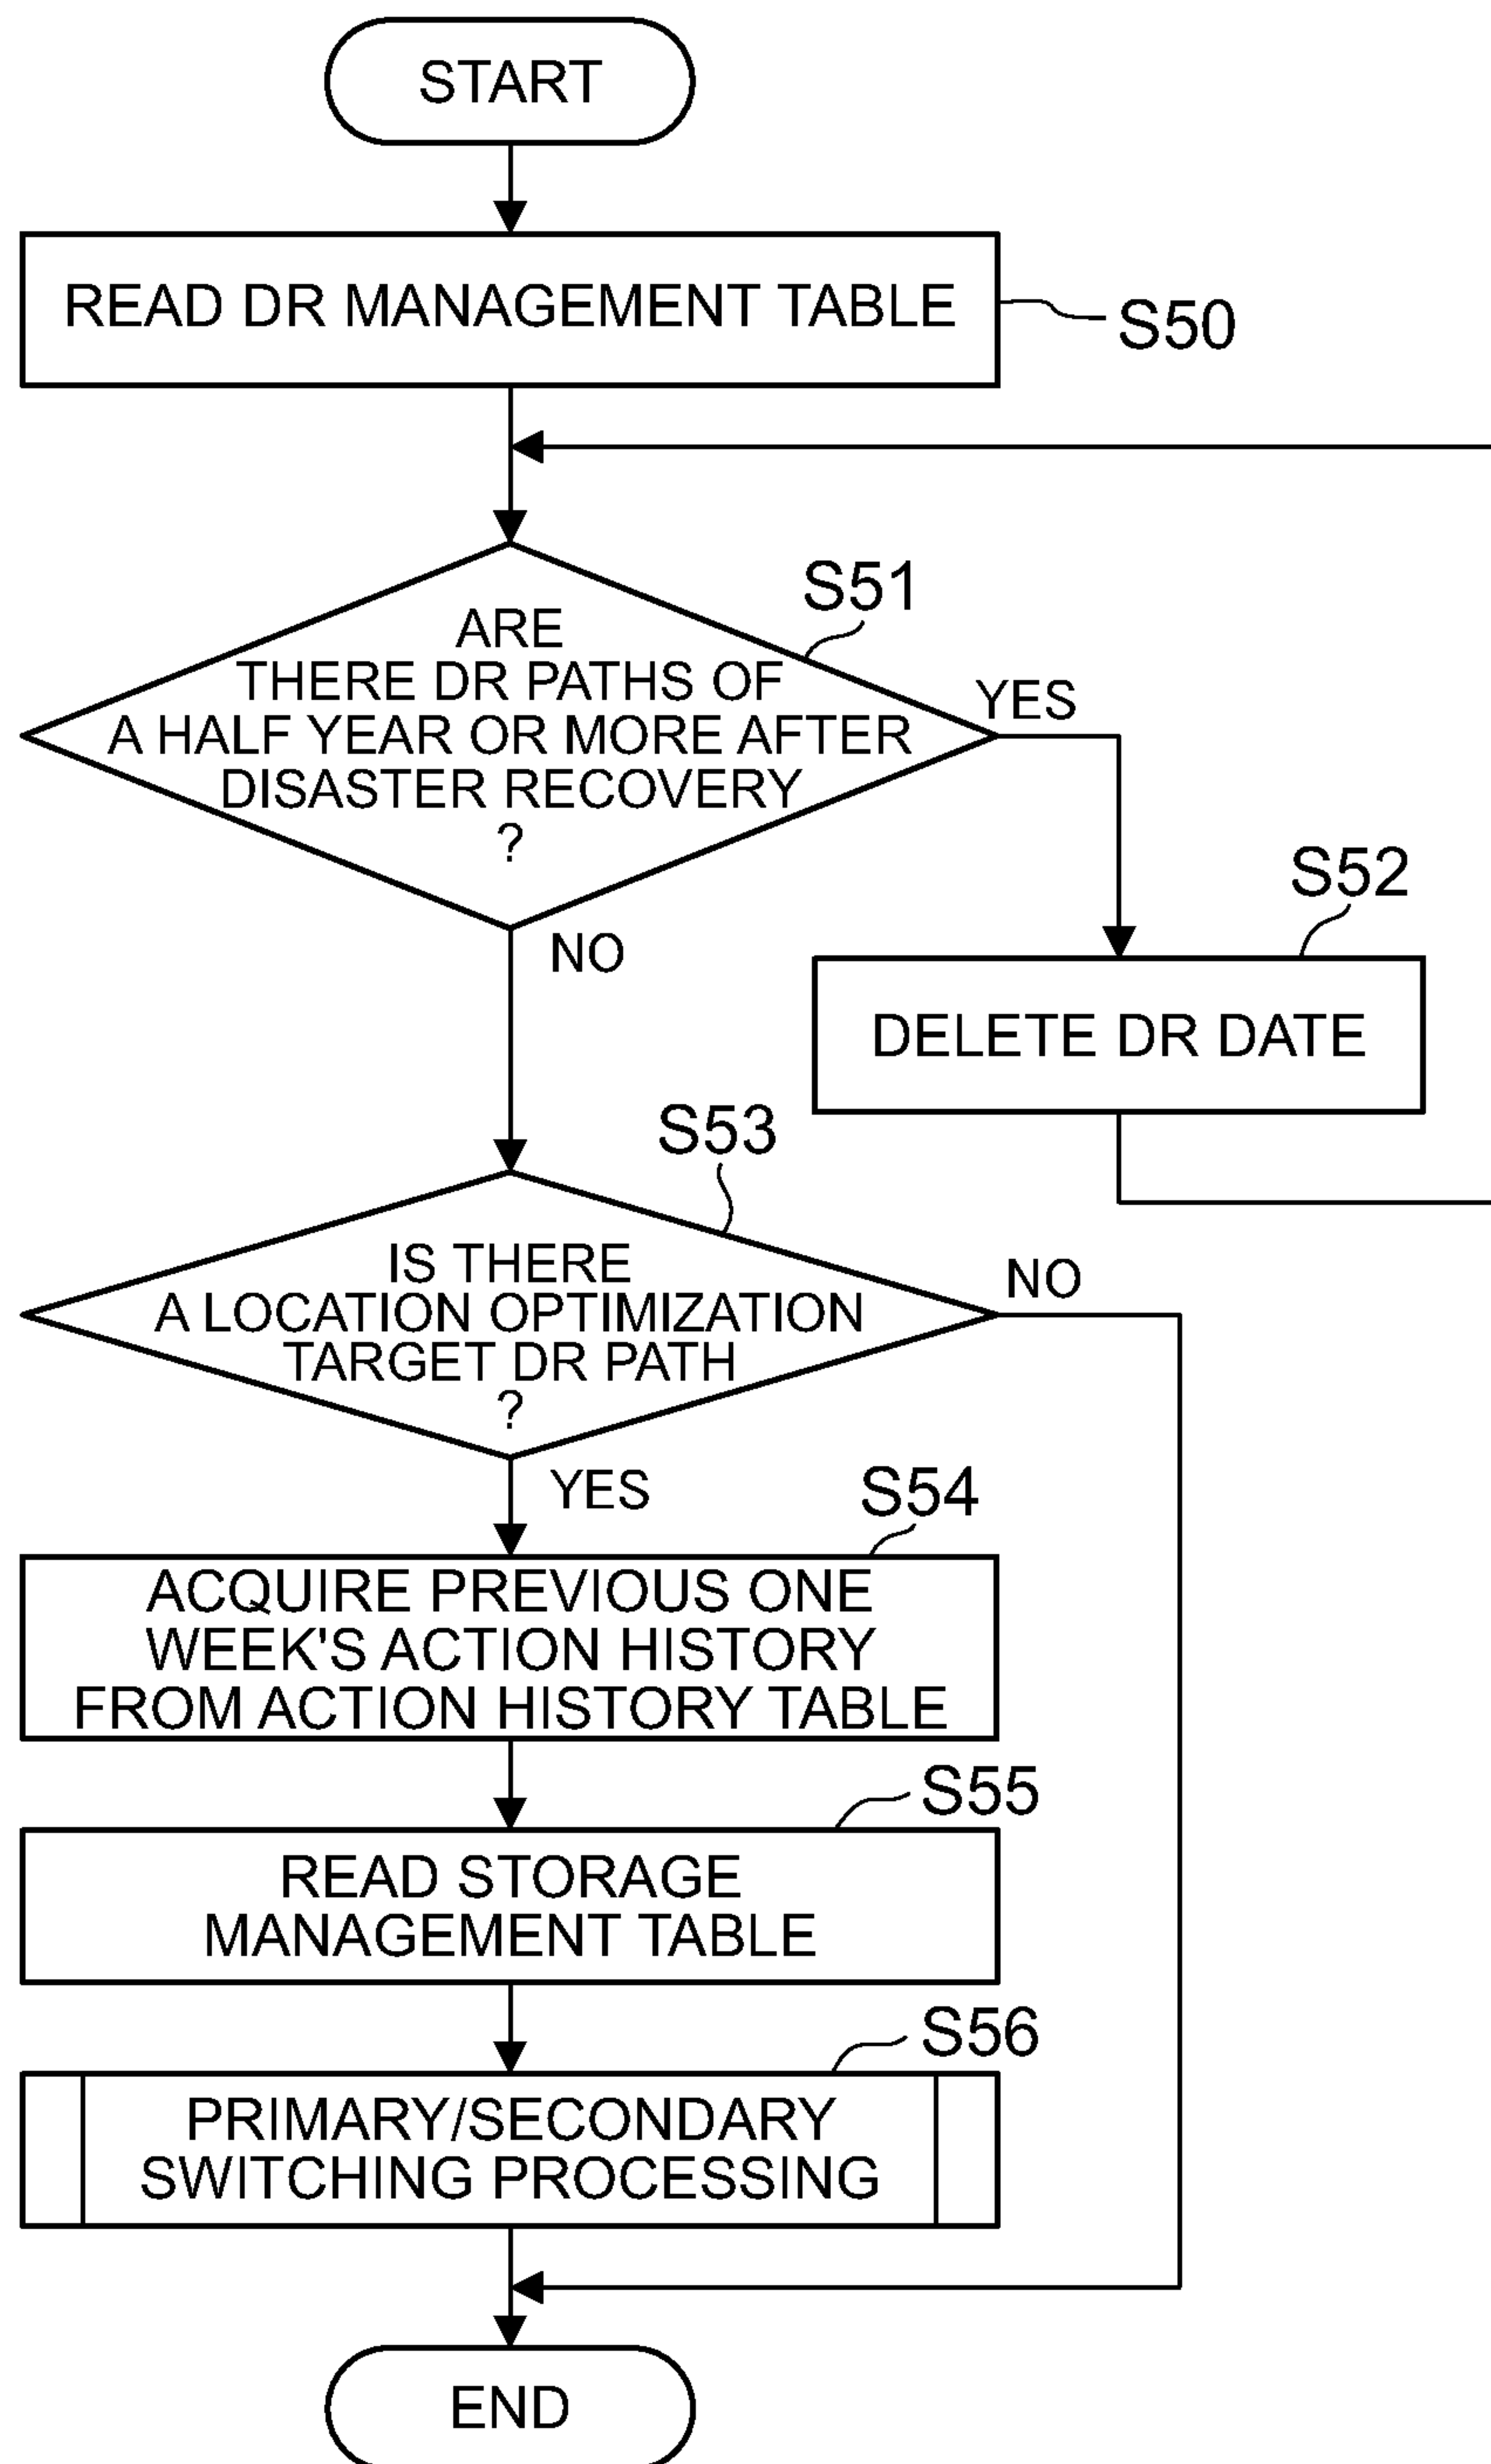 START
READ DR MANAGEMENT TABLE
S50
S51
ARE
THERE DR PATHS OF
A HALF YEAR OR MORE AFTER
DISASTER RECOVERY
?
YES
NO
S52
DELETE DR DATE
S53
IS THERE
A LOCATION OPTIMIZATION
TARGET DR PATH
?
NO
YES
S54
ACQUIRE PREVIOUS ONE
WEEK'S ACTION HISTORY
FROM ACTION HISTORY TABLE
S55
READ STORAGE
MANAGEMENT TABLE
S56
PRIMARY/SECONDARY
SWITCHING PROCESSING
END